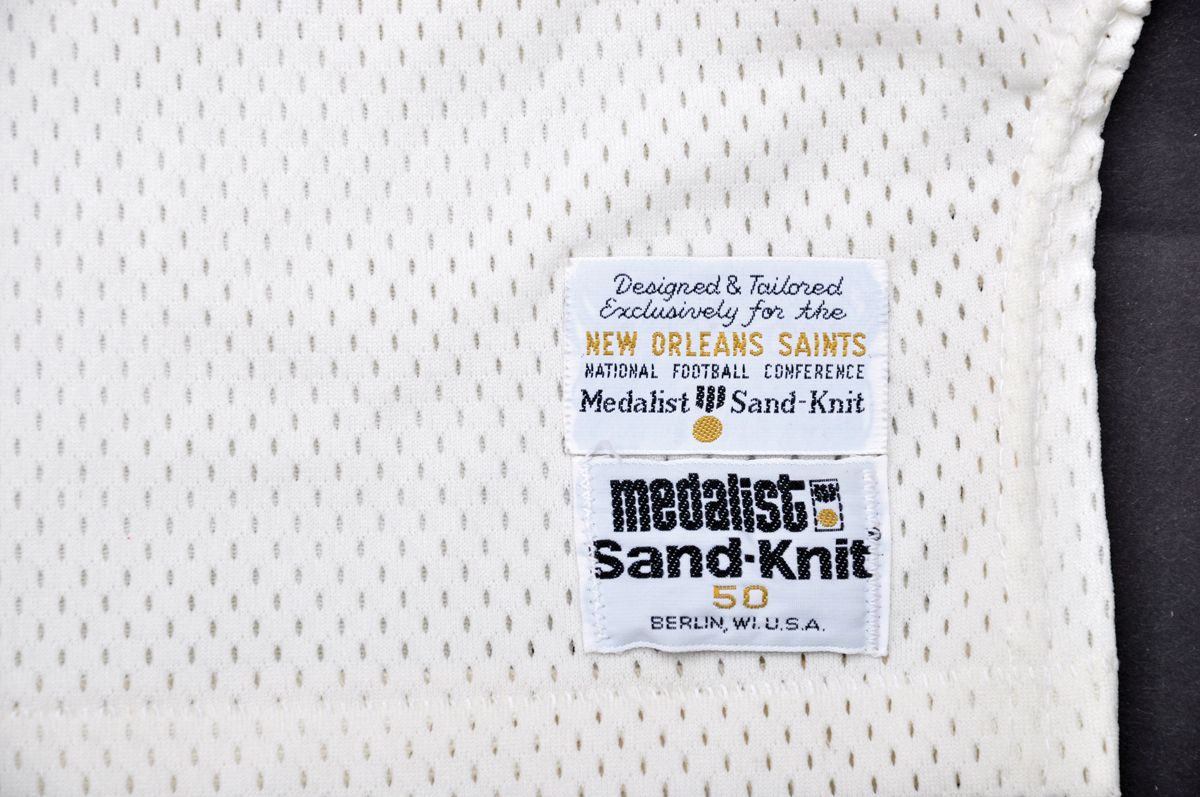 Designed & Tailored
Exclusively for the
NEW ORLEANS SAINTS
NATIONAL FOOTBALL CONFERENCE
Medalist Sand-Knit
medalist
Sand-Knit
50
BERLIN, WI. U.S.A.